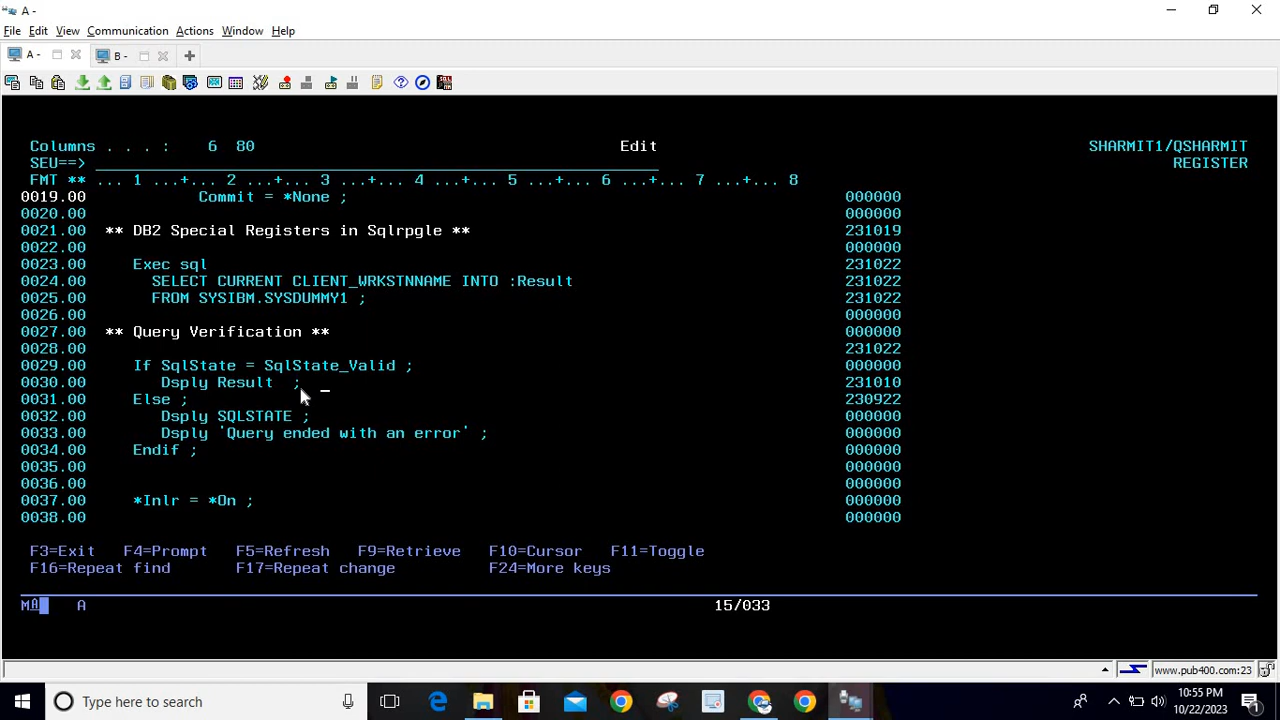 A -
File Edit View Communication Actions Window Help
A - B -
Columns . . . : 6 80 Edit SHARMIT1/QSHARMIT
SEU==> REGISTER
FMT ** ... 1 ...+... 2 ...+... 3 ...+... 4 ...+... 5 ...+... 6 ...+... 7 ...+... 8
0019.00 Commit = *None ; 000000
0020.00 000000
0021.00 ** DB2 Special Registers in Sqlrpgle ** 231019
0022.00 000000
0023.00 Exec sql 231022
0024.00 SELECT CURRENT CLIENT_WRKSTNNAME INTO :Result 231022
0025.00 FROM SYSIBM.SYSDUMMY1 ; 231022
0026.00 000000
0027.00 ** Query Verification ** 000000
0028.00 231022
0029.00 If SqlState = SqlState_Valid ; 000000
0030.00 Dsply Result ; 231010
0031.00 Else ; 230922
0032.00 Dsply SQLSTATE ; 000000
0033.00 Dsply 'Query ended with an error' ; 000000
0034.00 Endif ; 000000
0035.00 000000
0036.00 000000
0037.00 *Inlr = *On ; 000000
0038.00 000000
F3=Exit F4=Prompt F5=Refresh F9=Retrieve F10=Cursor F11=Toggle
F16=Repeat find F17=Repeat change F24=More keys
MA A 15/033
www.pub400.com:23
Type here to search
10:55 PM
10/22/2023